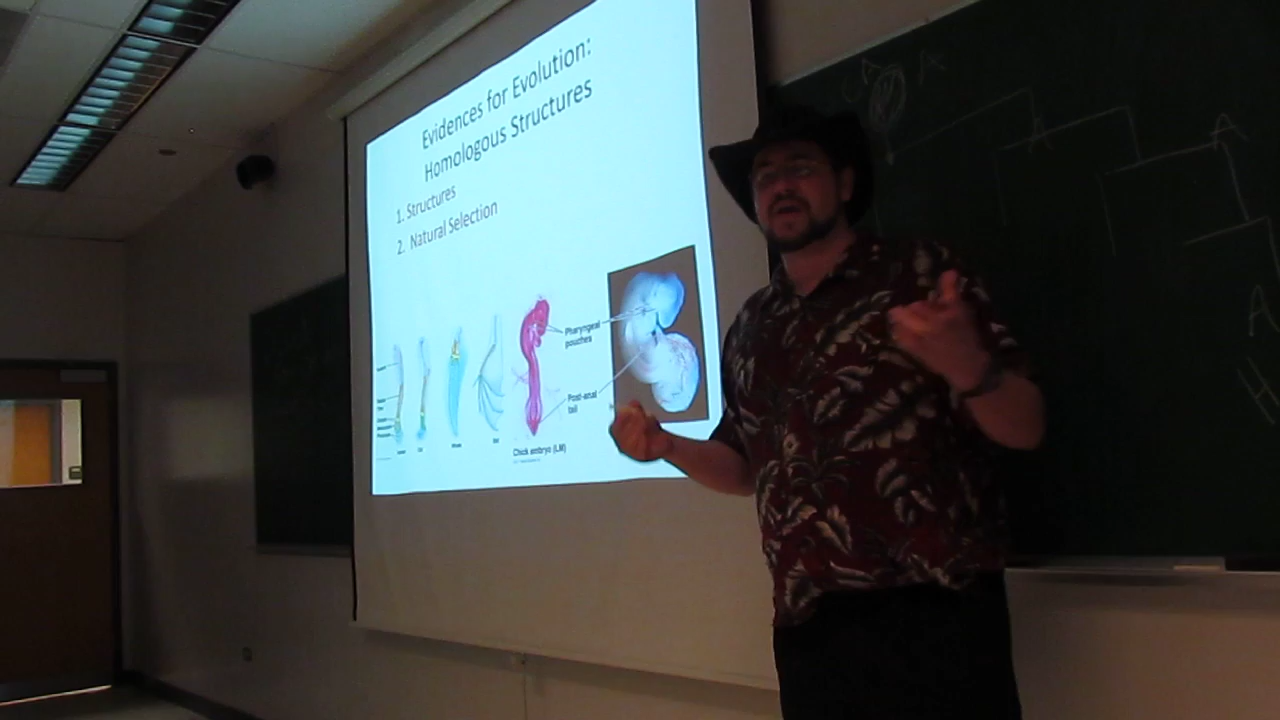 Evidences for Evolution:
Homologous Structures
1. Structures
2. Natural Selection
Pharyngeal
pouches
Post-anal
tail
Chick embryo (LM)
A
A
A
H